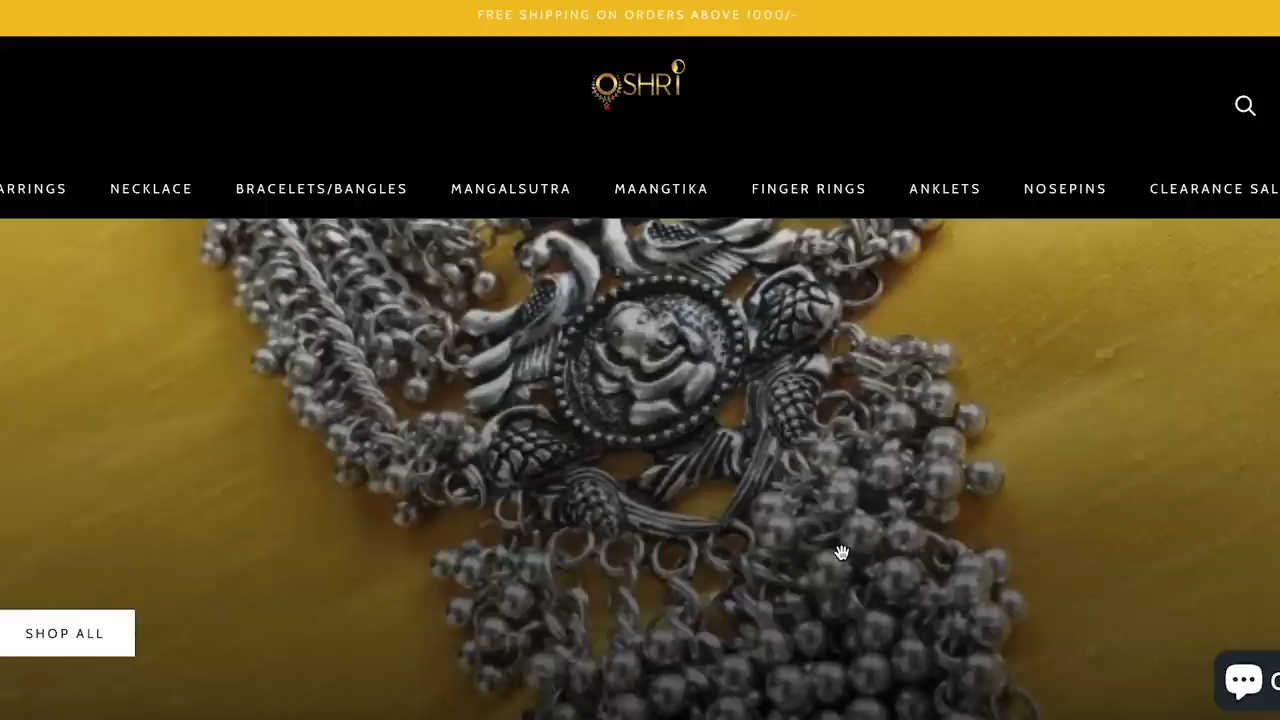 FREE SHIPPING ON ORDERS ABOVE 1000/-
OSHRI
ARRINGS NECKLACE BRACELETS/BANGLES MANGALSUTRA MAANGTIKA FINGER RINGS ANKLETS NOSEPINS CLEARANCE SAL
SHOP ALL